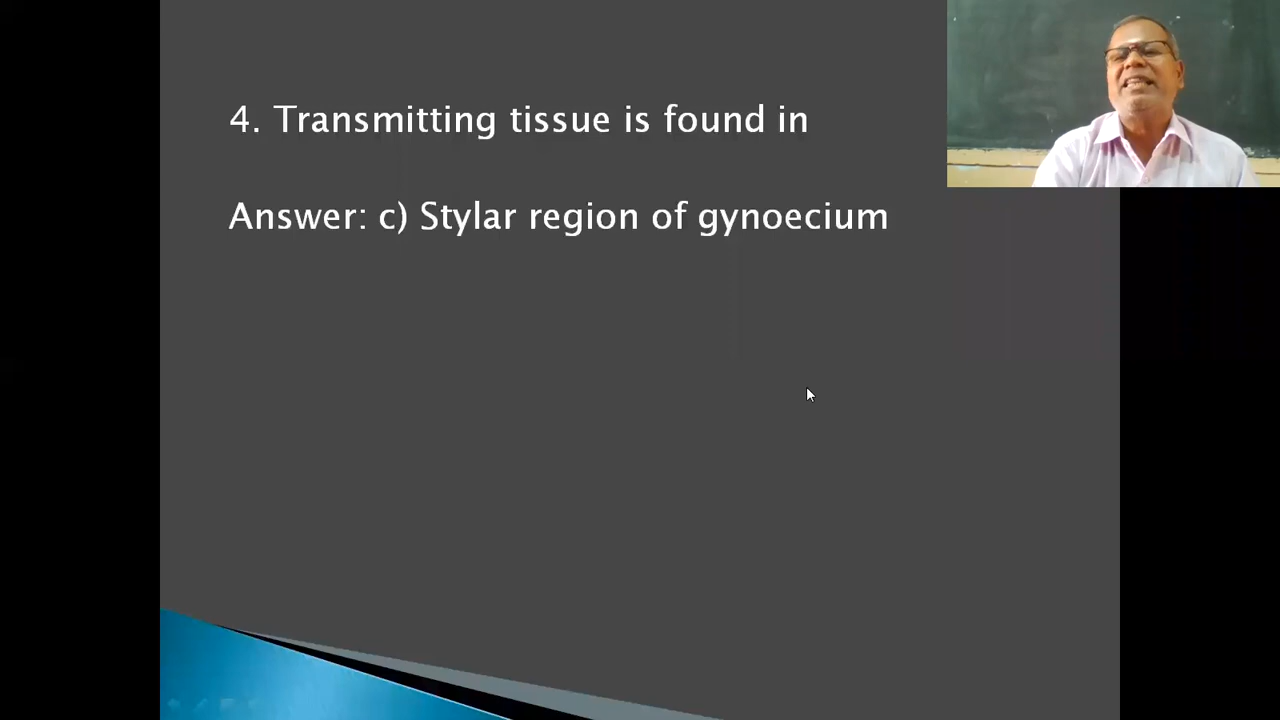 4. Transmitting tissue is found in
Answer: c) Stylar region of gynoecium